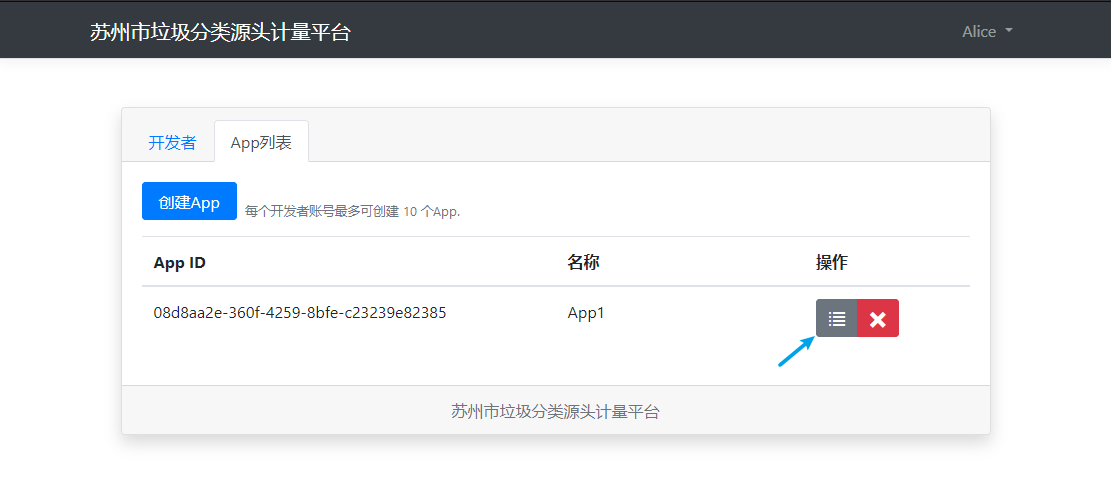 苏州市垃圾分类源头计量平台
Alice
开发者
App列表
创建App
每个开发者账号最多可创建 10 个App.
App ID
名称
操作
08d8aa2e-360f-4259-8bfe-c23239e82385
App1
苏州市垃圾分类源头计量平台